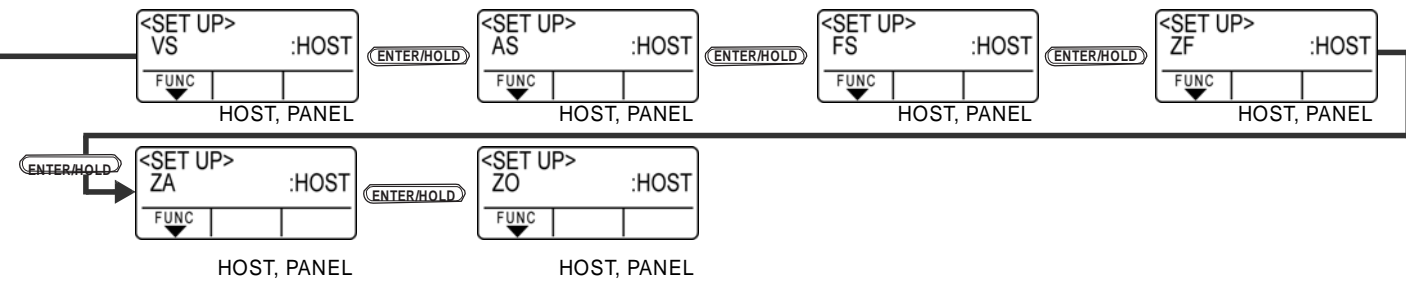 <SET UP>
VS :HOST
FUNC
HOST, PANEL
ENTER/HOLD
<SET UP>
AS :HOST
FUNC
HOST, PANEL
ENTER/HOLD
<SET UP>
FS :HOST
FUNC
HOST, PANEL
ENTER/HOLD
<SET UP>
ZF :HOST
FUNC
HOST, PANEL
ENTER/HOLD
<SET UP>
ZA :HOST
FUNC
HOST, PANEL
ENTER/HOLD
<SET UP>
ZO :HOST
FUNC
HOST, PANEL